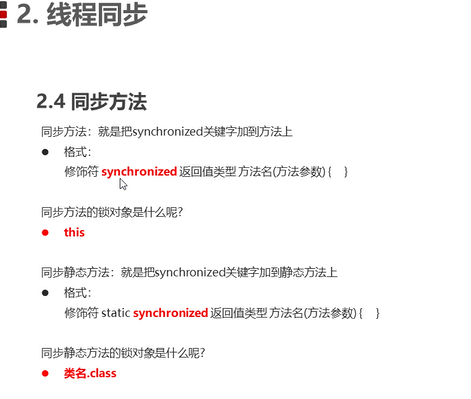 2. 线程同步
2.4 同步方法
同步方法：就是把synchronized关键字加到方法上
● 格式：
修饰符 synchronized 返回值类型 方法名(方法参数) { }
同步方法的锁对象是什么呢?
● this
同步静态方法：就是把synchronized关键字加到静态方法上
● 格式：
修饰符 static synchronized 返回值类型 方法名(方法参数) { }
同步静态方法的锁对象是什么呢?
● 类名.class